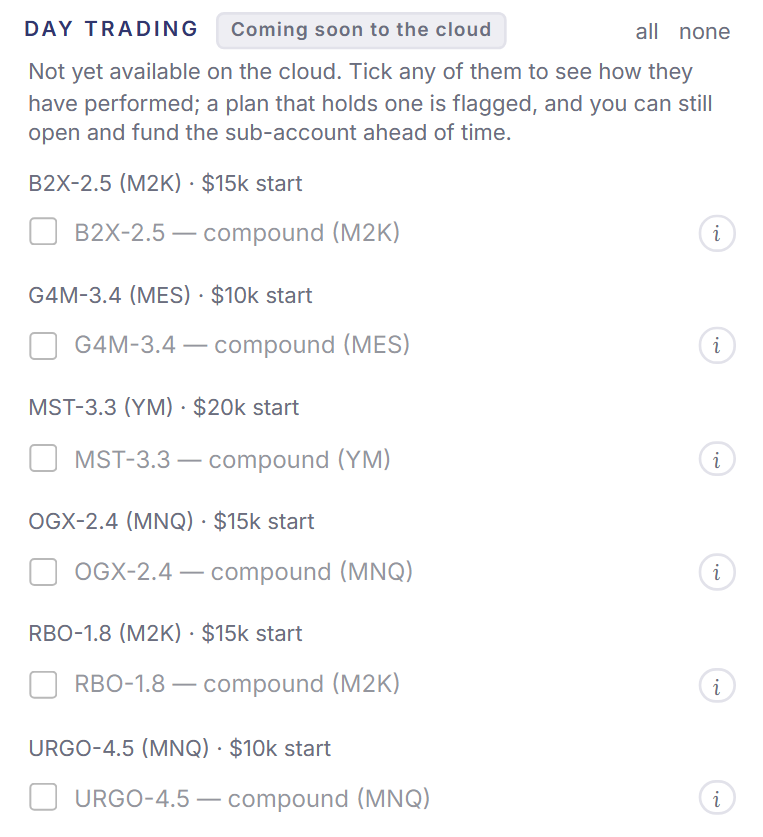 DAY TRADING Coming soon to the cloud all none
Not yet available on the cloud. Tick any of them to see how they
have performed; a plan that holds one is flagged, and you can still
open and fund the sub-account ahead of time.
B2X-2.5 (M2K) · $15k start
B2X-2.5 — compound (M2K) i
G4M-3.4 (MES) · $10k start
G4M-3.4 — compound (MES) i
MST-3.3 (YM) · $20k start
MST-3.3 — compound (YM) i
OGX-2.4 (MNQ) · $15k start
OGX-2.4 — compound (MNQ) i
RBO-1.8 (M2K) · $15k start
RBO-1.8 — compound (M2K) i
URGO-4.5 (MNQ) · $10k start
URGO-4.5 — compound (MNQ) i